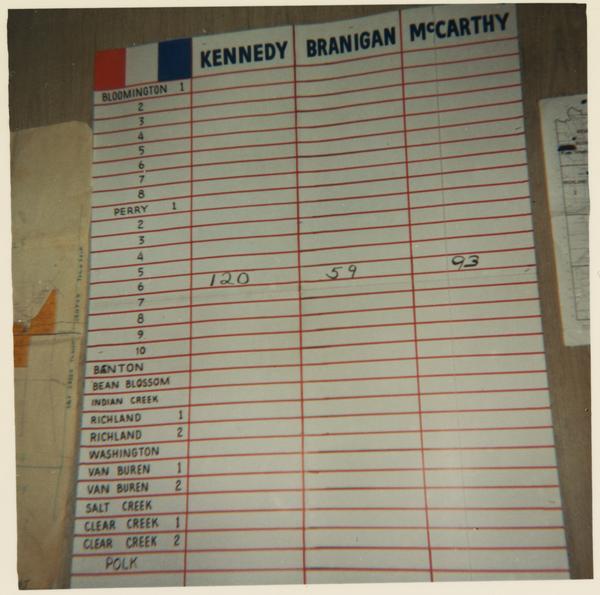 KENNEDY BRANIGAN McCARTHY
BLOOMINGTON 1
2
3
4
5
6
7
8
PERRY 1
2
3
4
5
6 120 59 93
7
8
9
10
BENTON
BEAN BLOSSOM
INDIAN CREEK
RICHLAND 1
RICHLAND 2
WASHINGTON
VAN BUREN 1
VAN BUREN 2
SALT CREEK
CLEAR CREEK 1
CLEAR CREEK 2
POLK